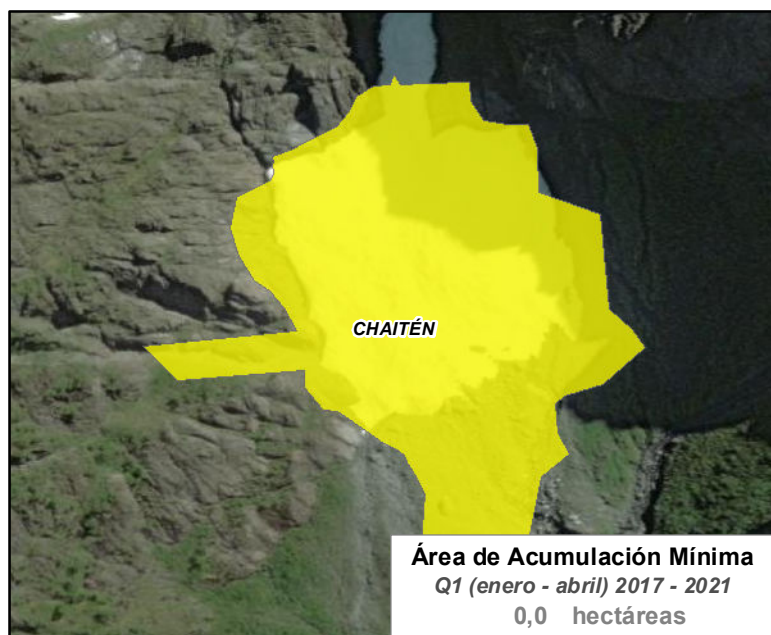 CHAITÉN
Área de Acumulación Mínima
Q1 (enero - abril) 2017 - 2021
0,0 hectáreas